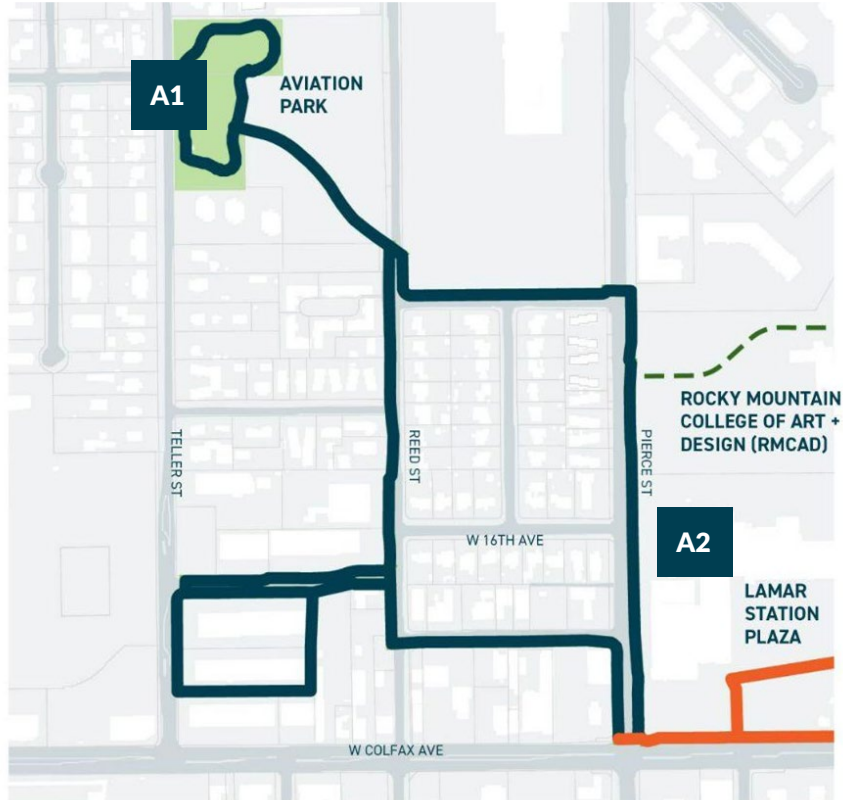 A1
AVIATION
PARK
ROCKY MOUNTAIN
COLLEGE OF ART +
DESIGN (RMCAD)
TELLER ST
REED ST
PIERCE ST
W 16TH AVE
A2
LAMAR
STATION
PLAZA
W COLFAX AVE